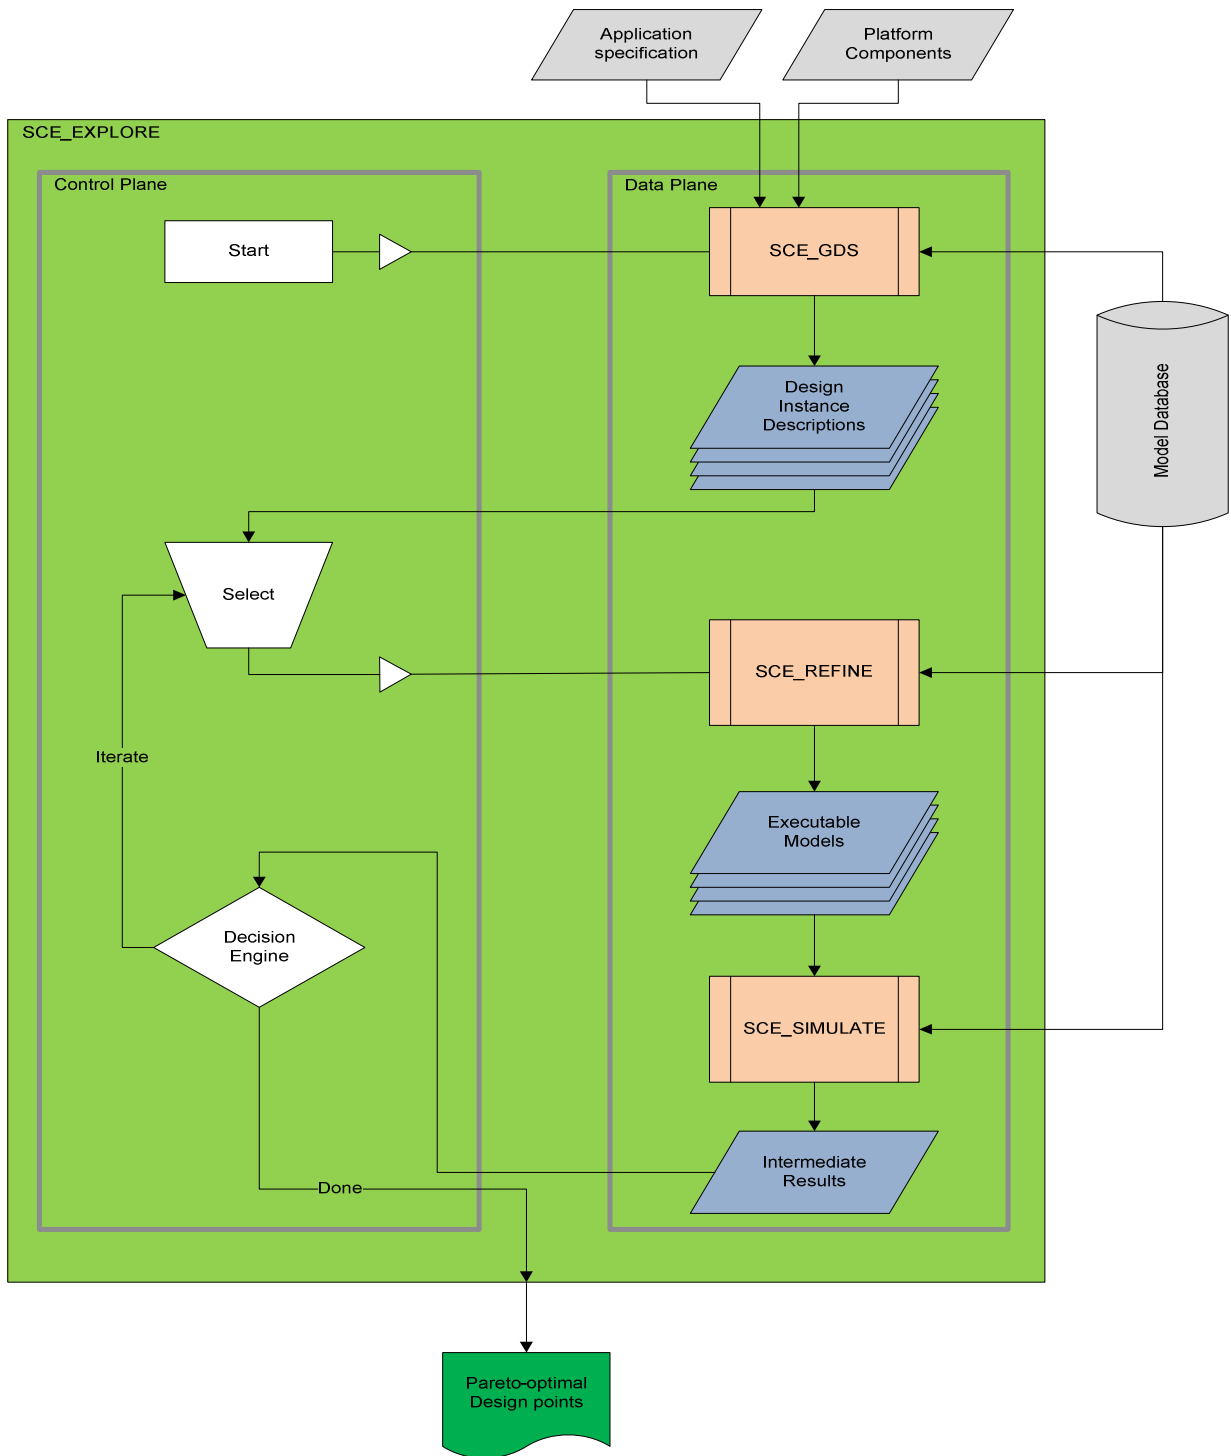 Application
specification
Platform
Components
SCE_EXPLORE
Control Plane
Data Plane
Start
SCE_GDS
Design
Instance
Descriptions
Model Database
Select
SCE_REFINE
Iterate
Executable
Models
Decision
Engine
SCE_SIMULATE
Intermediate
Results
Done
Pareto-optimal
Design points